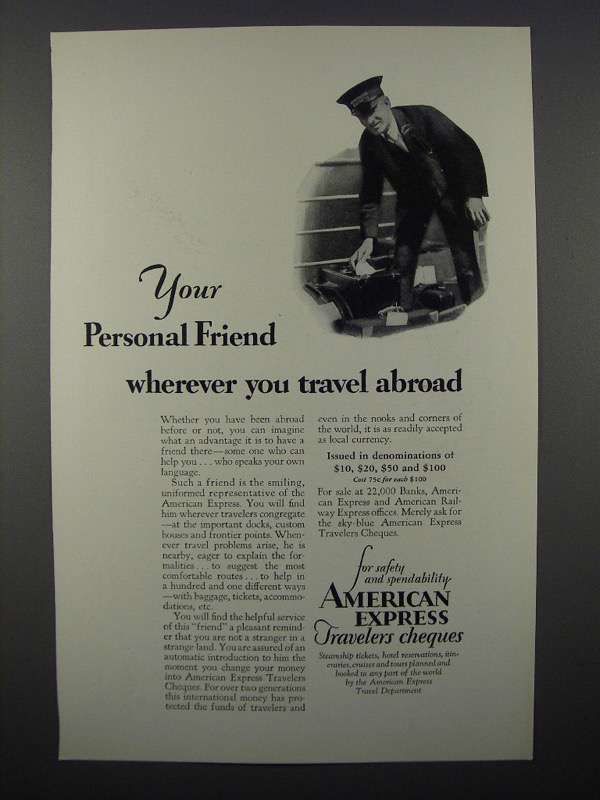 Your
Personal Friend
wherever you travel abroad
Whether you have been abroad
before or not, you can imagine
what an advantage it is to have a
friend there—some one who can
help you . . . who speaks your own
language.
Such a friend is the smiling,
uniformed representative of the
American Express. You will find
him wherever travelers congregate
—at the important docks, custom
houses and frontier points. When-
ever travel problems arise, he is
nearby, eager to explain the for-
malities . . . to suggest the most
comfortable routes . . . to help in
a hundred and one different ways
—with baggage, tickets, accommo-
dations, etc.
You will find the helpful service
of this "friend" a pleasant remind-
er that you are not a stranger in a
strange land. You are assured of an
automatic introduction to him the
moment you change your money
into American Express Travelers
Cheques. For over two generations
this international money has pro-
tected the funds of travelers and
even in the nooks and corners of
the world, it is as readily accepted
as local currency.
Issued in denominations of
$10, $20, $50 and $100
Cost 75c for each $100
For sale at 22,000 Banks, Ameri-
can Express and American Rail-
way Express offices. Merely ask for
the sky-blue American Express
Travelers Cheques.
for safety
and spendability
AMERICAN
EXPRESS
Travelers cheques
Steamship tickets, hotel reservations, itin-
eraries, cruises and tours planned and
booked to any part of the world
by the American Express
Travel Department